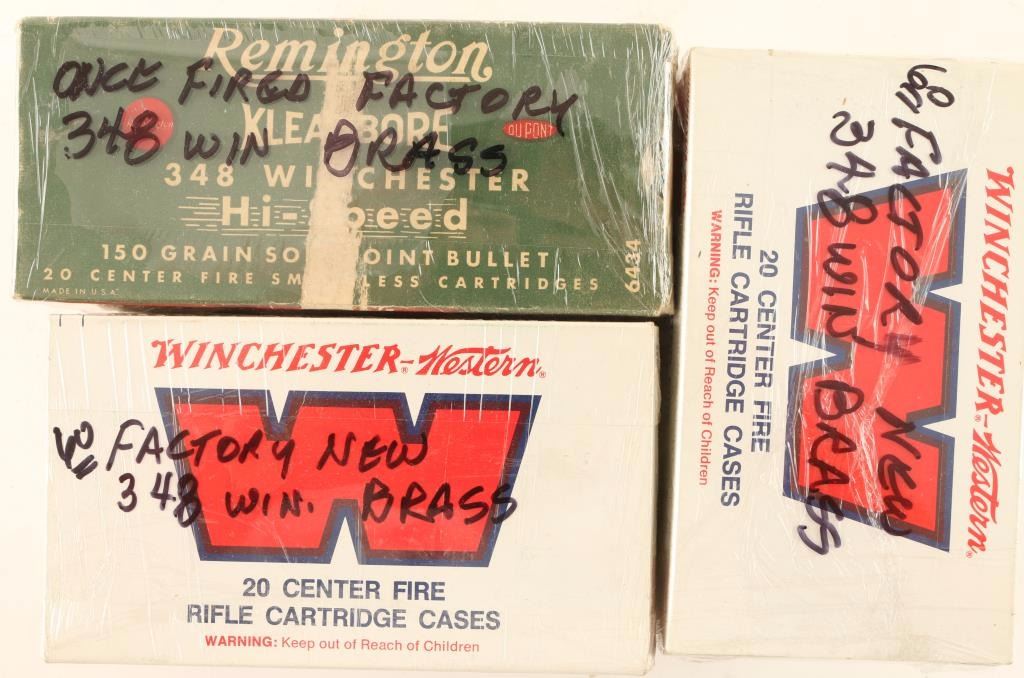 Remington
ONCE FIRED FACTORY
KLEANBORE
DU PONT
348 WIN BRASS
348 WINCHESTER
Hi-Speed
150 GRAIN SOFT POINT BULLET
20 CENTER FIRE SMOKELESS CARTRIDGES
MADE IN U.S.A.
6434
WINCHESTER®-Western®
FACTORY NEW
348 WIN. BRASS
20 CENTER FIRE
RIFLE CARTRIDGE CASES
WARNING: Keep out of Reach of Children
WINCHESTER®-Western®
60 FACTORY NEW
348 WIN BRASS
20 CENTER FIRE
RIFLE CARTRIDGE CASES
WARNING: Keep out of Reach of Children